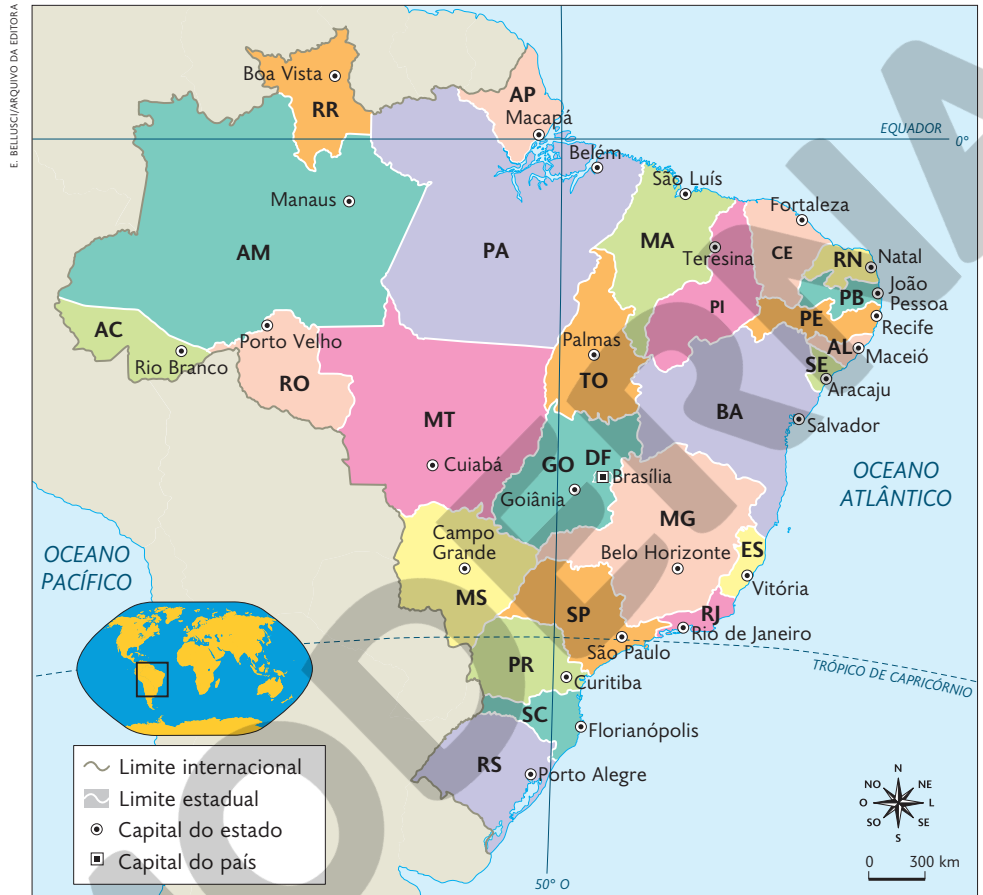 E. BELLUSCI/ARQUIVO DA EDITORA
Boa Vista
RR
AP
Macapá
EQUADOR
0°
Belém
São Luís
Manaus
Fortaleza
AM
PA
MA
Teresina
CE
RN
Natal
PB
João
Pessoa
PI
PE
Recife
AC
Porto Velho
Rio Branco
RO
Palmas
TO
AL
Maceió
SE
Aracaju
BA
Salvador
MT
Cuiabá
GO
DF
Brasília
Goiânia
OCEANO
ATLÂNTICO
MG
Belo Horizonte
ES
Vitória
Campo
Grande
MS
OCEANO
PACÍFICO
SP
São Paulo
RJ
Rio de Janeiro
TRÓPICO DE CAPRICÓRNIO
PR
Curitiba
SC
Florianópolis
RS
Porto Alegre
Limite internacional
Limite estadual
Capital do estado
Capital do país
N
NO
NE
O
L
SO
SE
S
0
300 km
50° O